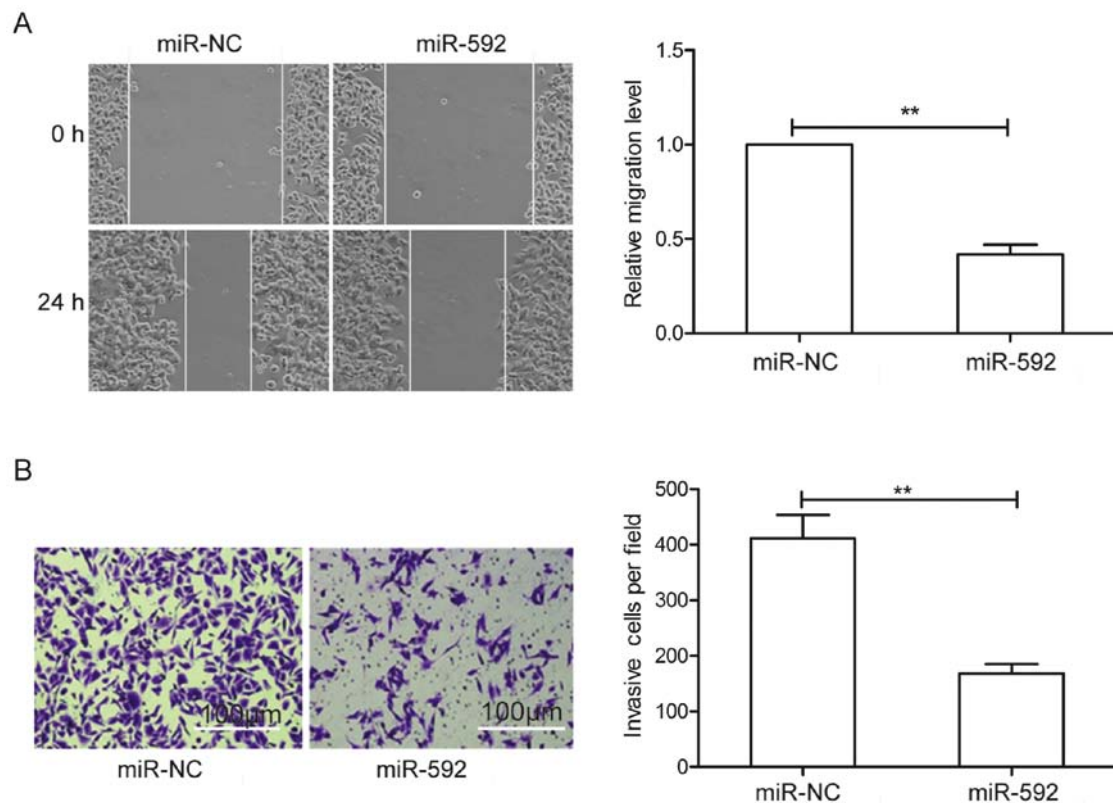 A
miR-NC
miR-592
0 h
24 h
Relative migration level
1.5
1.0
0.5
0.0
**
miR-NC
miR-592
B
100μm
100μm
miR-NC
miR-592
Invasive cells per field
500
400
300
200
100
0
**
miR-NC
miR-592